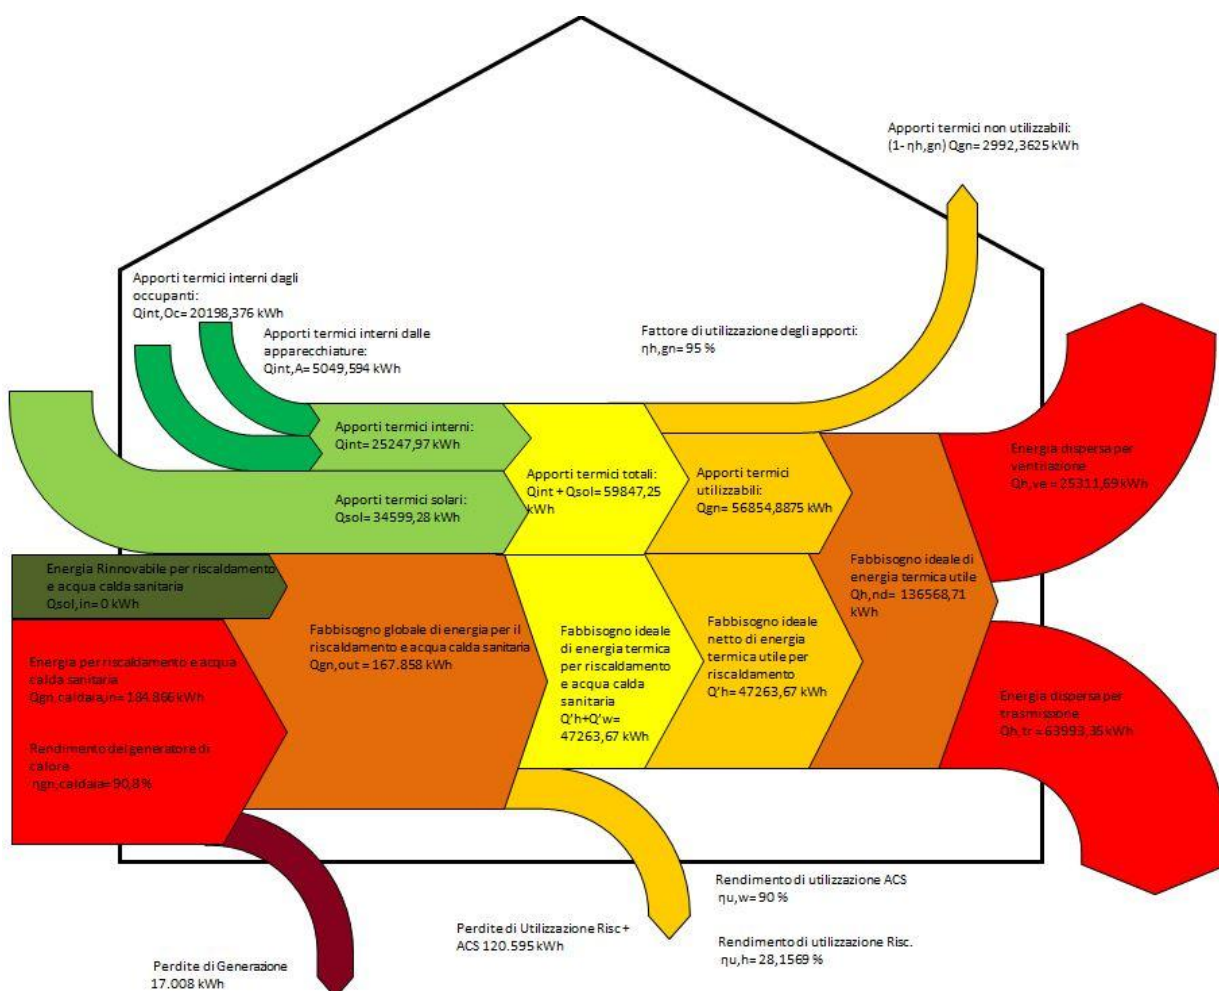 Apporti termici non utilizzabili:
(1- ηh,gn) Qgn= 2992,3625 kWh
Apporti termici interni dagli
occupanti:
Qint,Oc= 20198,376 kWh
Apporti termici interni dalle
apparecchiature:
Qint,A= 5049,594 kWh
Fattore di utilizzazione degli apporti:
ηh,gn= 95 %
Apporti termici interni:
Qint= 25247,97 kWh
Apporti termici solari:
Qsol= 34599,28 kWh
Apporti termici totali:
Qint + Qsol= 59847,25
kWh
Apporti termici
utilizzabili:
Qgn= 56854,8875 kWh
Energia dispersa per
ventilazione
Qh,ve = 25311,69 kWh
Energia Rinnovabile per riscaldamento
e acqua calda sanitaria
Qsol,in= 0 kWh
Fabbisogno ideale di
energia termica utile
Qh,nd= 136568,71
kWh
Fabbisogno globale di energia per il
riscaldamento e acqua calda sanitaria
Qgn,out = 167.858 kWh
Fabbisogno ideale
di energia termica
per riscaldamento
e acqua calda
sanitaria
Q'h+Q'w=
47263,67 kWh
Fabbisogno ideale
netto di energia
termica utile per
riscaldamento
Q'h= 47263,67 kWh
Energia per riscaldamento e acqua
calda sanitaria
Qgn,caldaia,in= 184.866 kWh
Rendimento del generatore di
calore
ηgn,caldaia= 90,8 %
Energia dispersa per
trasmissione
Qh,tr = 63993,35 kWh
Perdite di Generazione
17.008 kWh
Perdite di Utilizzazione Risc +
ACS 120.595 kWh
Rendimento di utilizzazione ACS
ηu,w= 90 %
Rendimento di utilizzazione Risc.
ηu,h= 28,1569 %